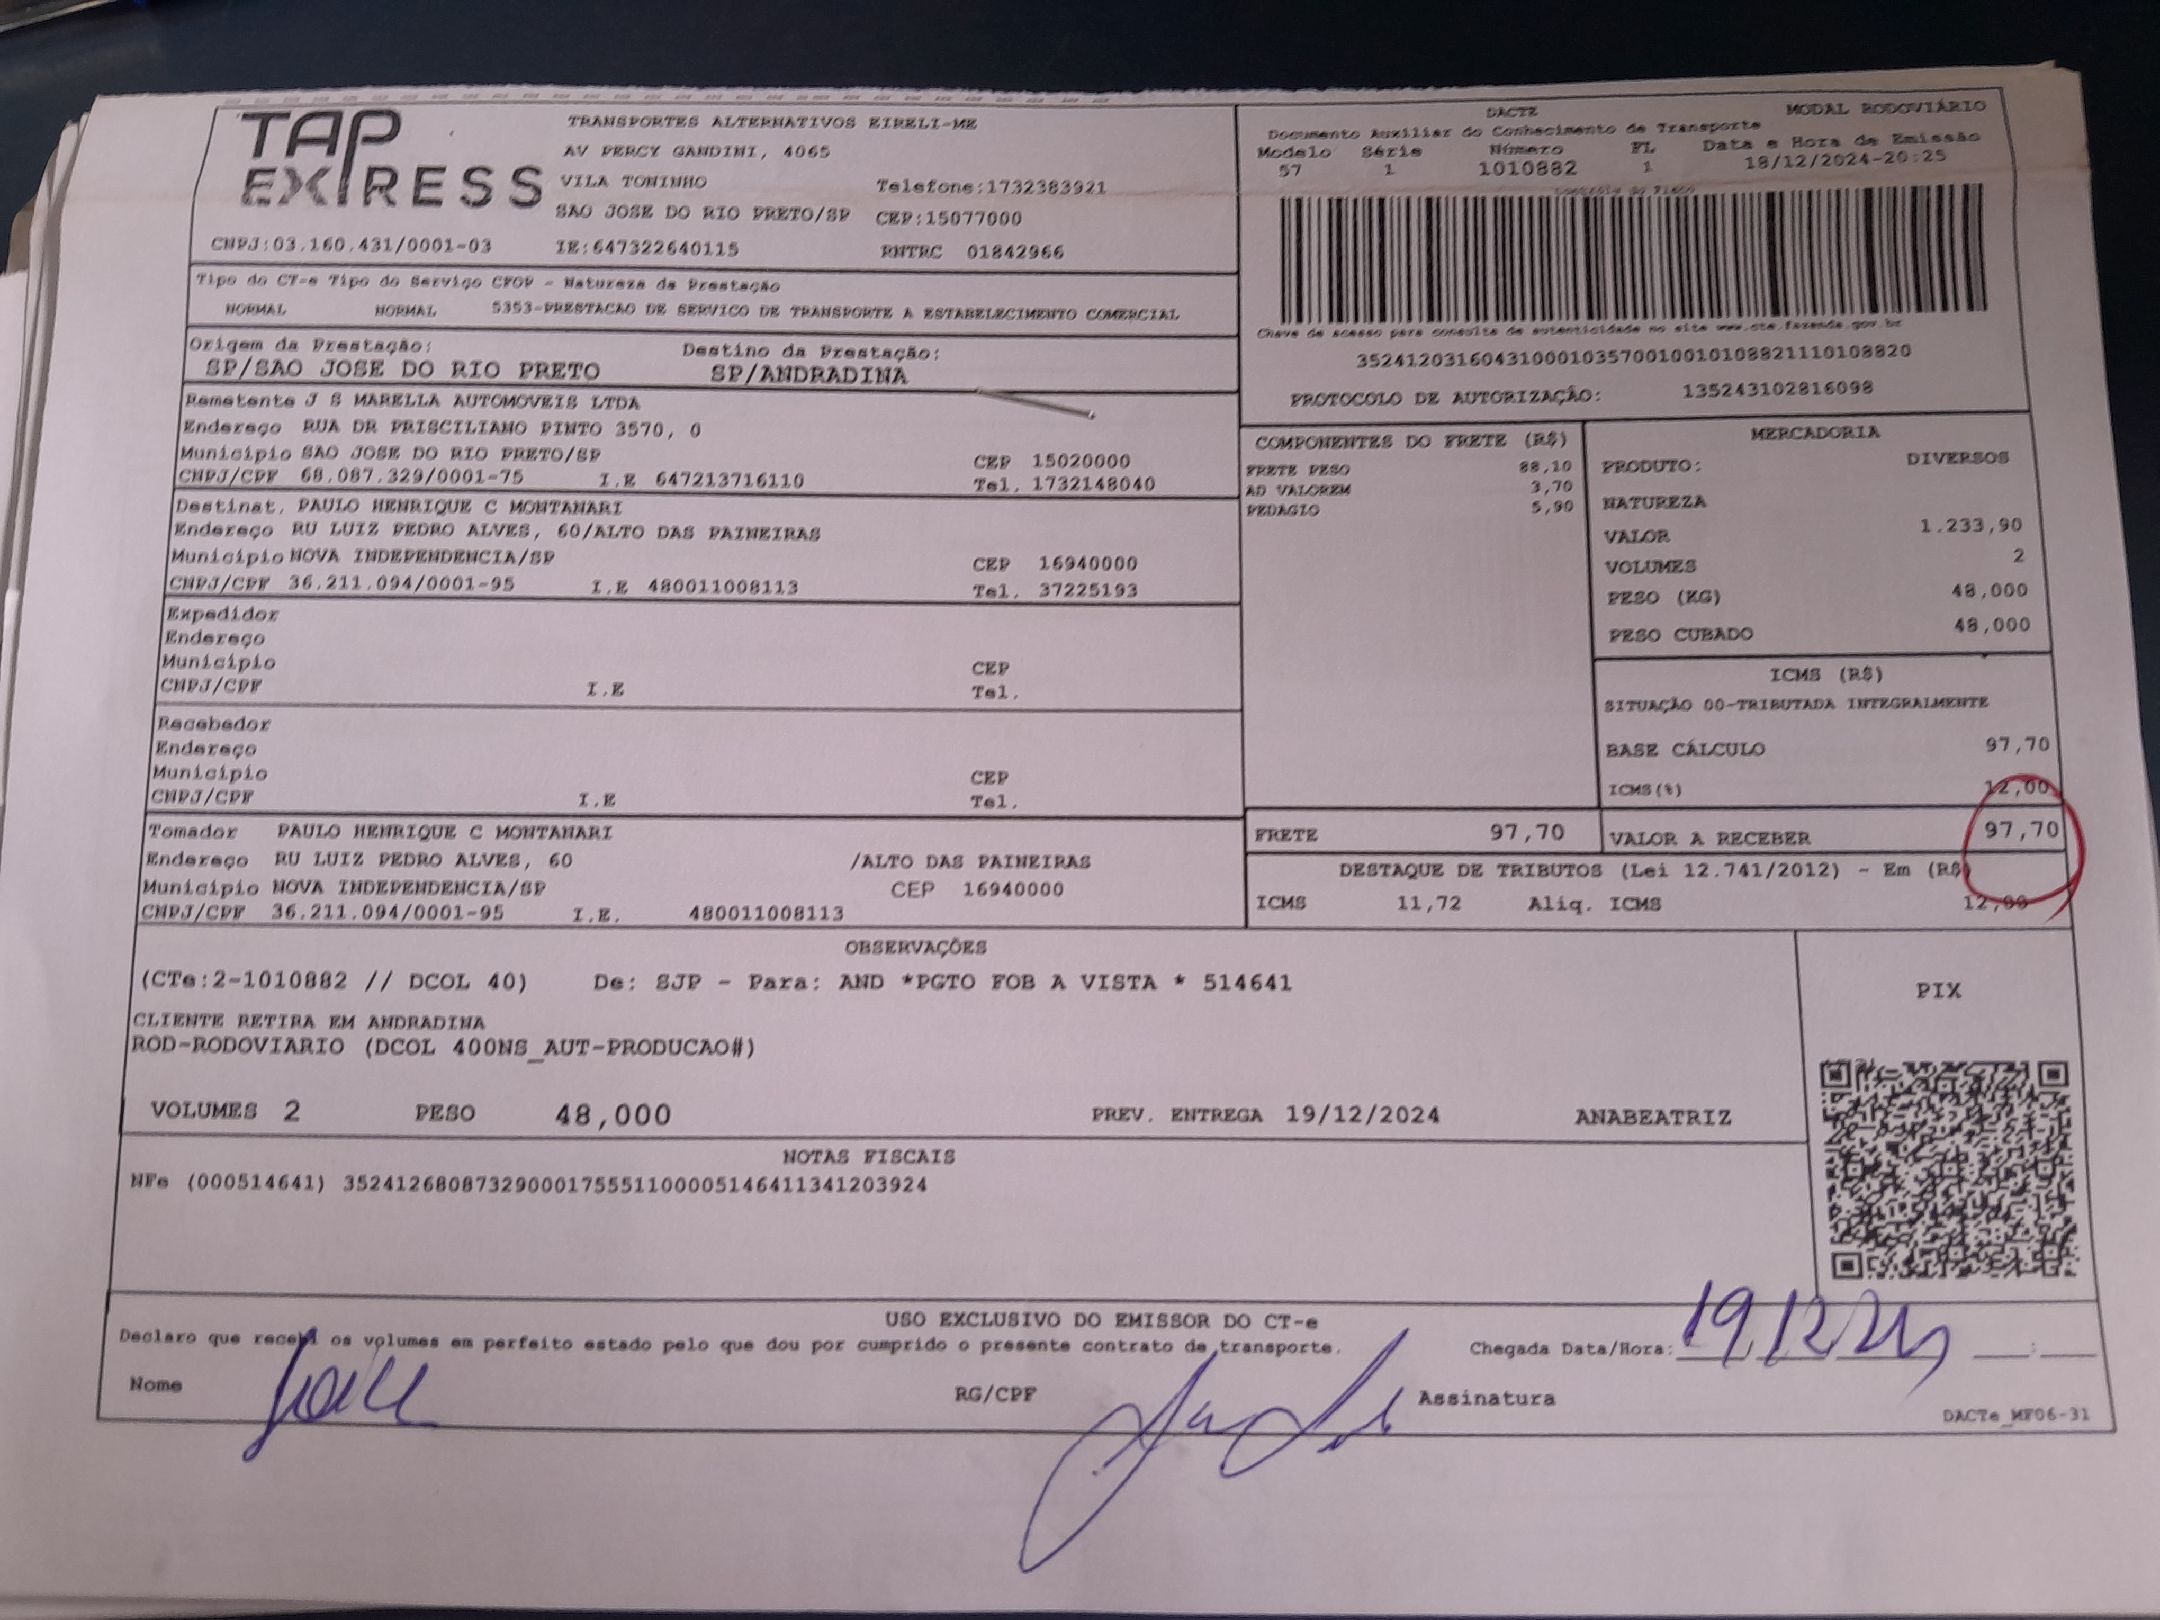 TAP EXPRESS
TRANSPORTES ALTERNATIVOS EIRELI-ME
AV PERCY GANDINI, 4065
VILA TONINHO Telefone:1732383921
SAO JOSE DO RIO PRETO/SP CEP:15077000
CNPJ:03.160.431/0001-03 IE:647322640115 RNTRC 01842966
DACTE MODAL RODOVIÁRIO
Documento Auxiliar do Conhecimento de Transporte
Modelo Série Número FL Data e Hora de Emissão
57 1 1010882 1 18/12/2024-20:25
Controle do Fisco
Chave de acesso para consulta de autenticidade no site www.cte.fazenda.gov.br
35241203160431000103570010010108821110108820
PROTOCOLO DE AUTORIZAÇÃO: 135243102816098
Tipo do CT-e Tipo do Serviço CFOP - Natureza da Prestação
NORMAL NORMAL 5353-PRESTACAO DE SERVICO DE TRANSPORTE A ESTABELECIMENTO COMERCIAL
Origem da Prestação: Destino da Prestação:
SP/SAO JOSE DO RIO PRETO SP/ANDRADINA
Remetente J S MARELLA AUTOMOVEIS LTDA
Endereço RUA DR PRISCILIANO PINTO 3570, 0
Município SAO JOSE DO RIO PRETO/SP CEP 15020000
CNPJ/CPF 68.087.329/0001-75 I.E 647213716110 Tel. 1732148040
Destinat. PAULO HENRIQUE C MONTANARI
Endereço RU LUIZ PEDRO ALVES, 60/ALTO DAS PAINEIRAS
Município NOVA INDEPENDENCIA/SP CEP 16940000
CNPJ/CPF 36.211.094/0001-95 I.E 480011008113 Tel. 37225193
Expedidor
Endereço
Município CEP
CNPJ/CPF I.E Tel.
Recebedor
Endereço
Município CEP
CNPJ/CPF I.E Tel.
Tomador PAULO HENRIQUE C MONTANARI
Endereço RU LUIZ PEDRO ALVES, 60 /ALTO DAS PAINEIRAS
Município NOVA INDEPENDENCIA/SP CEP 16940000
CNPJ/CPF 36.211.094/0001-95 I.E. 480011008113
COMPONENTES DO FRETE (R$)
FRETE PESO 88,10
AD VALOREM 3,70
PEDAGIO 5,90
MERCADORIA
PRODUTO: DIVERSOS
NATUREZA
VALOR 1.233,90
VOLUMES 2
PESO (KG) 48,000
PESO CUBADO 48,000
ICMS (R$)
SITUAÇÃO 00-TRIBUTADA INTEGRALMENTE
BASE CÁLCULO 97,70
ICMS(%) 12,00
FRETE 97,70 VALOR A RECEBER 97,70
DESTAQUE DE TRIBUTOS (Lei 12.741/2012) - Em (R$)
ICMS 11,72 Aliq. ICMS 12,00
OBSERVAÇÕES
(CTe:2-1010882 // DCOL 40) De: SJP - Para: AND *PGTO FOB A VISTA * 514641
CLIENTE RETIRA EM ANDRADINA
ROD-RODOVIARIO (DCOL 400NS_AUT-PRODUCAO#)
VOLUMES 2 PESO 48,000 PREV. ENTREGA 19/12/2024 ANABEATRIZ
PIX
NOTAS FISCAIS
NFe (000514641) 35241268087329000175551100005146411341203924
USO EXCLUSIVO DO EMISSOR DO CT-e
Declaro que recebi os volumes em perfeito estado pelo que dou por cumprido o presente contrato de transporte.
Chegada Data/Hora: 19/12/24 :
Nome RG/CPF Assinatura
DACTe_MF06-31